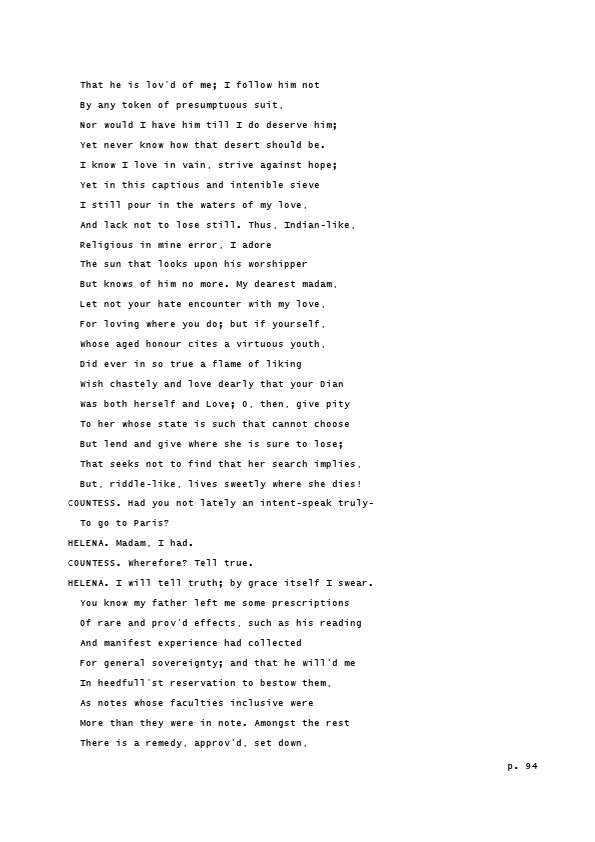 That he is lov'd of me; I follow him not
By any token of presumptuous suit,
Nor would I have him till I do deserve him;
Yet never know how that desert should be.
I know I love in vain, strive against hope;
Yet in this captious and intenible sieve
I still pour in the waters of my love,
And lack not to lose still. Thus, Indian-like,
Religious in mine error, I adore
The sun that looks upon his worshipper
But knows of him no more. My dearest madam,
Let not your hate encounter with my love,
For loving where you do; but if yourself,
Whose aged honour cites a virtuous youth,
Did ever in so true a flame of liking
Wish chastely and love dearly that your Dian
Was both herself and Love; O, then, give pity
To her whose state is such that cannot choose
But lend and give where she is sure to lose;
That seeks not to find that her search implies,
But, riddle-like, lives sweetly where she dies!
COUNTESS. Had you not lately an intent-speak truly-
To go to Paris?
HELENA. Madam, I had.
COUNTESS. Wherefore? Tell true.
HELENA. I will tell truth; by grace itself I swear.
You know my father left me some prescriptions
Of rare and prov'd effects, such as his reading
And manifest experience had collected
For general sovereignty; and that he will'd me
In heedfull'st reservation to bestow them,
As notes whose faculties inclusive were
More than they were in note. Amongst the rest
There is a remedy, approv'd, set down,
p. 94